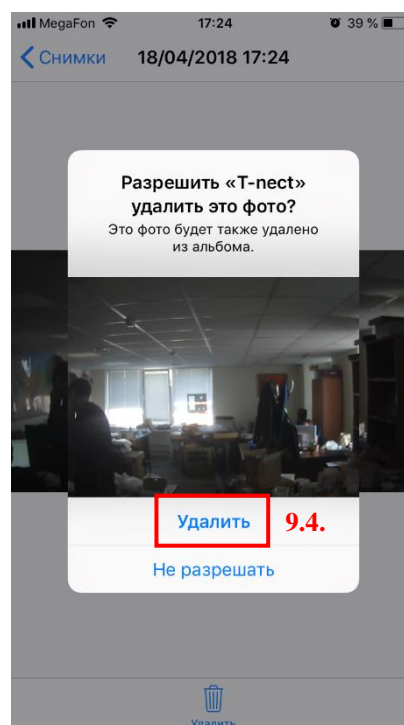 MegaFon 17:24 39 %
Снимки 18/04/2018 17:24
Разрешить «T-nect»
удалить это фото?
Это фото будет также удалено
из альбома.
Удалить 9.4.
Не разрешать
Удалить